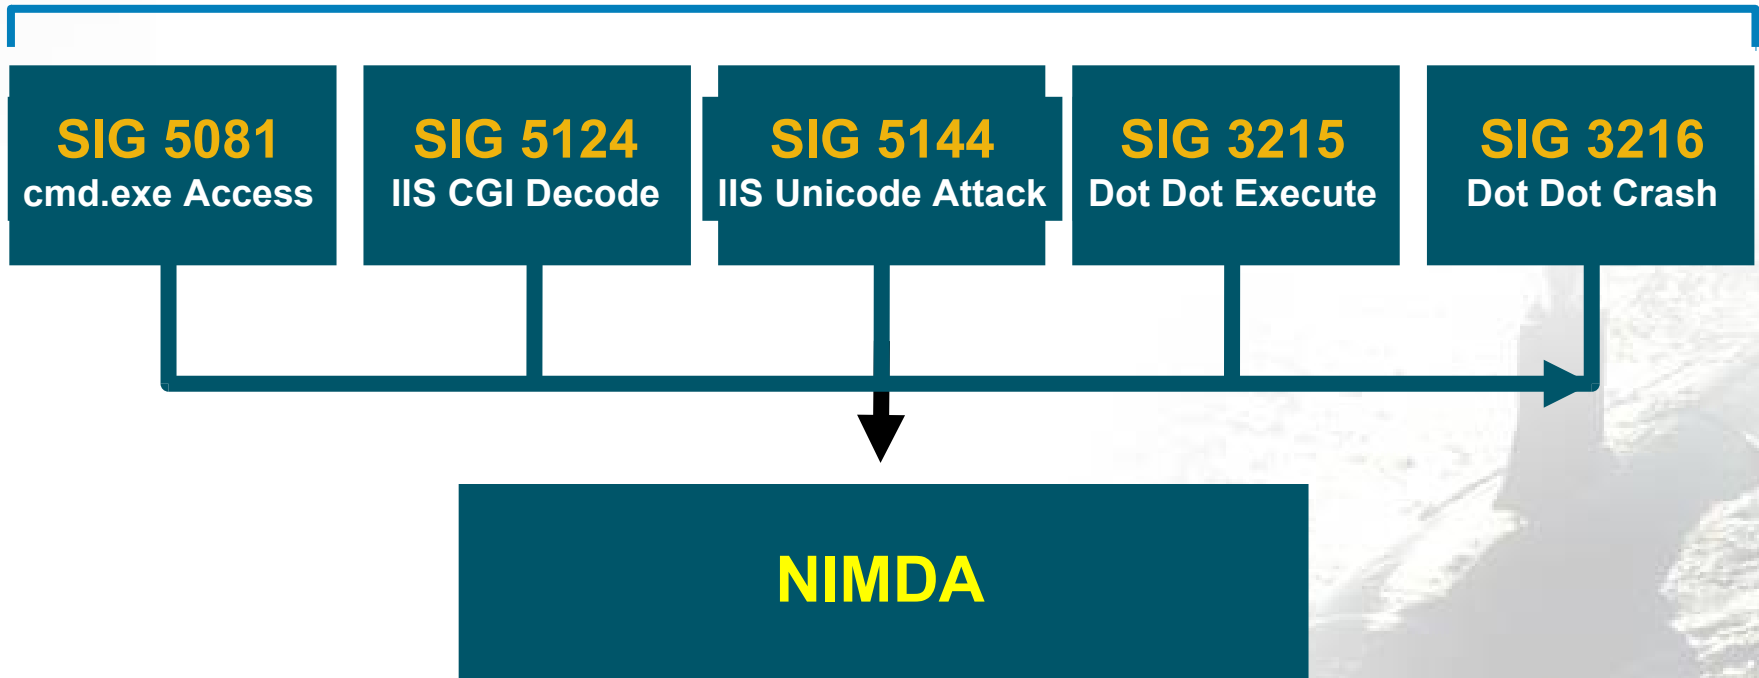 SIG 5081
cmd.exe Access
SIG 5124
IIS CGI Decode
SIG 5144
IIS Unicode Attack
SIG 3215
Dot Dot Execute
SIG 3216
Dot Dot Crash
NIMDA